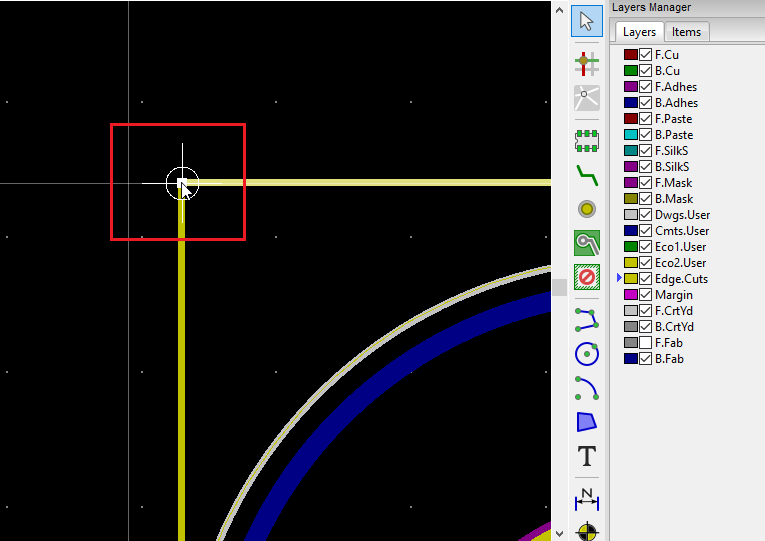 Layers Manager
Layers Items
F.Cu
B.Cu
F.Adhes
B.Adhes
F.Paste
B.Paste
F.SilkS
B.SilkS
F.Mask
B.Mask
Dwgs.User
Cmts.User
Eco1.User
Eco2.User
Edge.Cuts
Margin
F.CrtYd
B.CrtYd
F.Fab
B.Fab
T
N